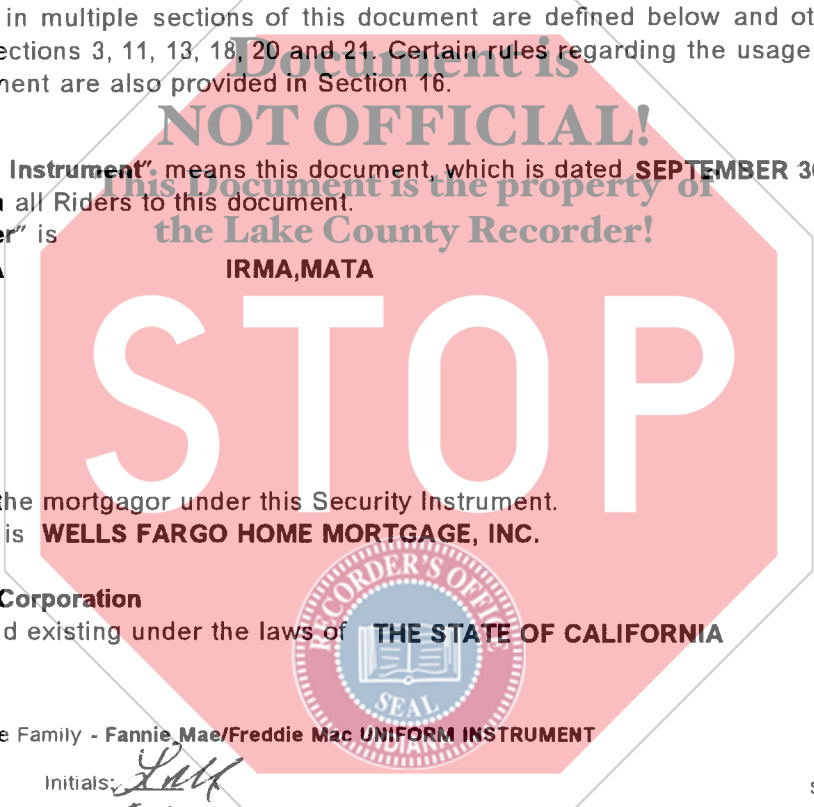 in multiple sections of this document are defined below and ot
ections 3, 11, 13, 18, 20 and 21. Certain rules regarding the usage
Document is
ment are also provided in Section 16.
NOT OFFICIAL!
Instrument" means this document, which is dated SEPTEMBER 30
This Document is the property of
all Riders to this document.
er" is
the Lake County Recorder!
A IRMA,MATA
STOP
the mortgagor under this Security Instrument.
is WELLS FARGO HOME MORTGAGE, INC.
Corporation
d existing under the laws of THE STATE OF CALIFORNIA
RECORDER'S OFFICE
SEAL
INDIANA
e Family - Fannie Mae/Freddie Mac UNIFORM INSTRUMENT
Initials: